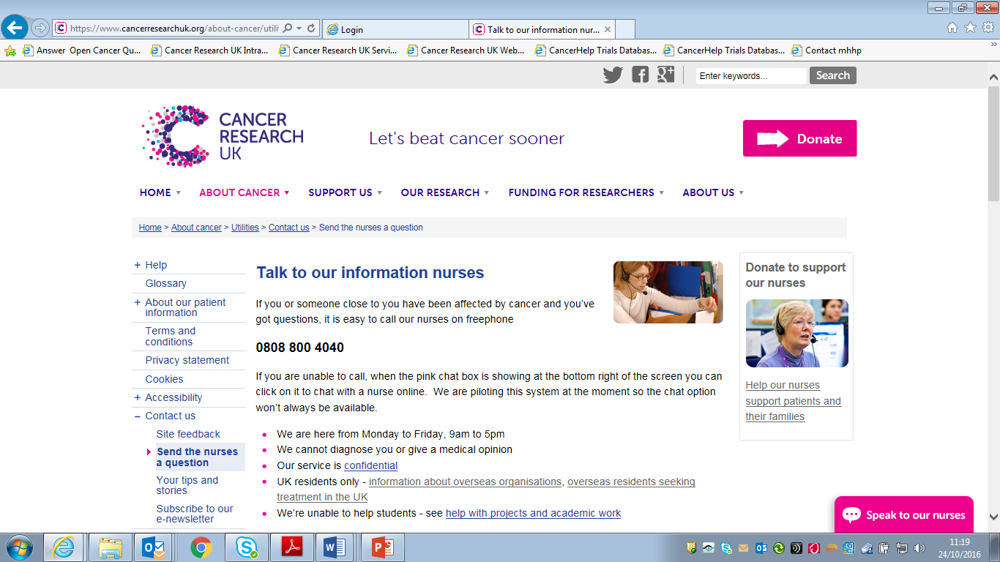 https://www.cancerresearchuk.org/about-cancer/utili
Login
Talk to our information nur...
Answer Open Cancer Qu...
Cancer Research UK Intra...
Cancer Research UK Servi...
Cancer Research UK Web...
CancerHelp Trials Databas...
CancerHelp Trials Databas...
Contact mhhp
Enter keywords...
Search
CANCER
RESEARCH
UK
Let's beat cancer sooner
Donate
HOME
ABOUT CANCER
SUPPORT US
OUR RESEARCH
FUNDING FOR RESEARCHERS
ABOUT US
Home > About cancer > Utilities > Contact us > Send the nurses a question
+ Help
Glossary
+ About our patient
information
Terms and
conditions
Privacy statement
Cookies
+ Accessibility
– Contact us
Site feedback
Send the nurses
a question
Your tips and
stories
Subscribe to our
e-newsletter
Talk to our information nurses
If you or someone close to you have been affected by cancer and you've
got questions, it is easy to call our nurses on freephone
0808 800 4040
If you are unable to call, when the pink chat box is showing at the bottom right of the screen you can
click on it to chat with a nurse online. We are piloting this system at the moment so the chat option
won't always be available.
• We are here from Monday to Friday, 9am to 5pm
• We cannot diagnose you or give a medical opinion
• Our service is confidential
• UK residents only - information about overseas organisations, overseas residents seeking
treatment in the UK
• We're unable to help students - see help with projects and academic work
Donate to support
our nurses
Help our nurses
support patients and
their families
Speak to our nurses
11:19
24/10/2016